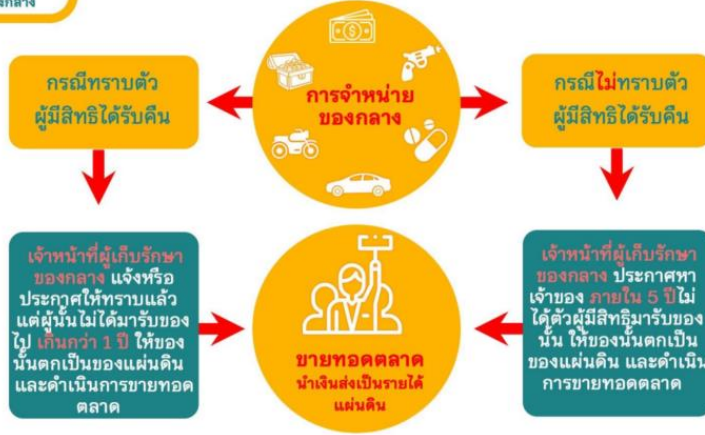 กรณีทราบตัว
ผู้มีสิทธิได้รับคืน
การจำหน่าย
ของกลาง
กรณีไม่ทราบตัว
ผู้มีสิทธิได้รับคืน
เจ้าหน้าที่ผู้เก็บรักษา
ของกลาง แจ้งหรือ
ประกาศให้ทราบแล้ว
แต่ผู้นั้นไม่ได้มารับของ
ไป เกินกว่า 1 ปี ให้ของ
นั้นตกเป็นของแผ่นดิน
และดำเนินการขายทอด
ตลาด
ขายทอดตลาด
นำเงินส่งเป็นรายได้
แผ่นดิน
เจ้าหน้าที่ผู้เก็บรักษา
ของกลาง ประกาศหา
เจ้าของ ภายใน 5 ปีไม่
ได้ตัวผู้มีสิทธิมารับของ
นั้น ให้ของนั้นตกเป็น
ของแผ่นดิน และดำเนิน
การขายทอดตลาด